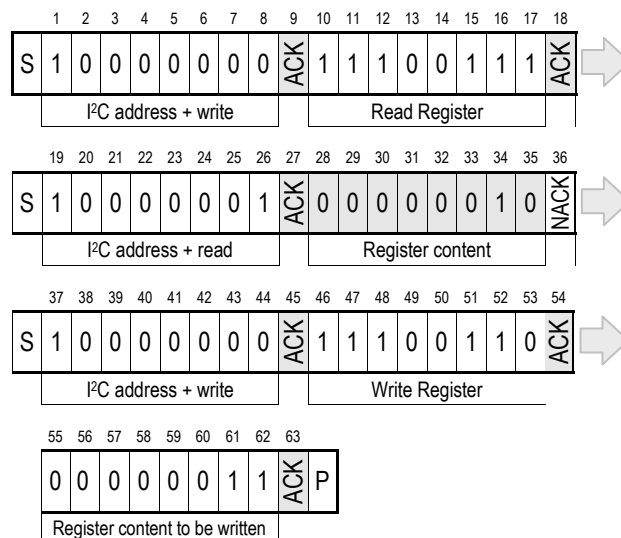 1 2 3 4 5 6 7 8 9 10 11 12 13 14 15 16 17 18
S 1 0 0 0 0 0 0 0 ACK 1 1 1 0 0 1 1 1 ACK
I²C address + write Read Register
19 20 21 22 23 24 25 26 27 28 29 30 31 32 33 34 35 36
S 1 0 0 0 0 0 0 1 ACK 0 0 0 0 0 0 1 0 NACK
I²C address + read Register content
37 38 39 40 41 42 43 44 45 46 47 48 49 50 51 52 53 54
S 1 0 0 0 0 0 0 0 ACK 1 1 1 0 0 1 1 0 ACK
I²C address + write Write Register
55 56 57 58 59 60 61 62 63
0 0 0 0 0 0 1 1 ACK P
Register content to be written